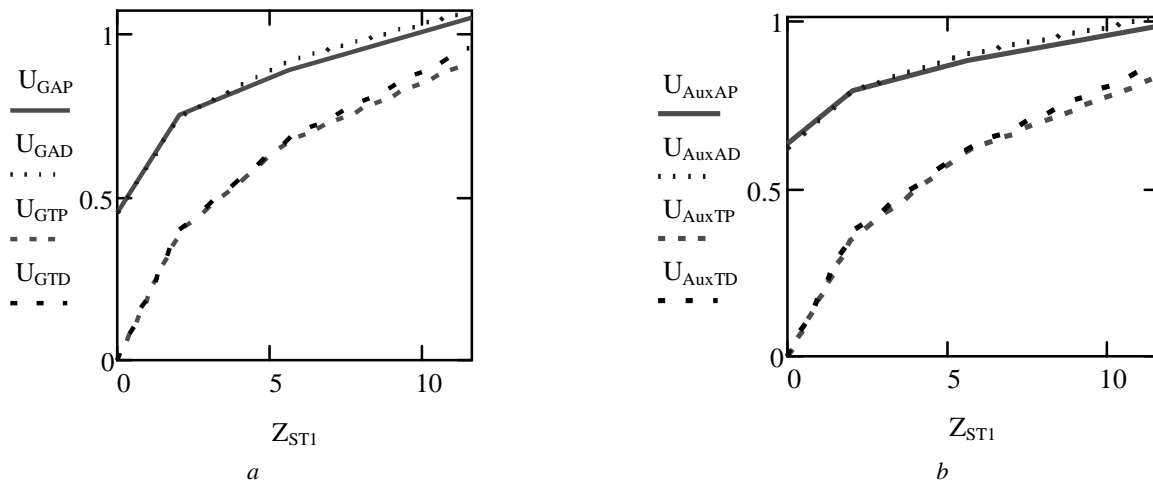 1
U_GAP
U_GAD
0.5
U_GTP
U_GTD
0
0 5 10
Z_ST1
a
1
U_AuxAP
U_AuxAD
0.5
U_AuxTP
U_AuxTD
0
0 5 10
Z_ST1
b